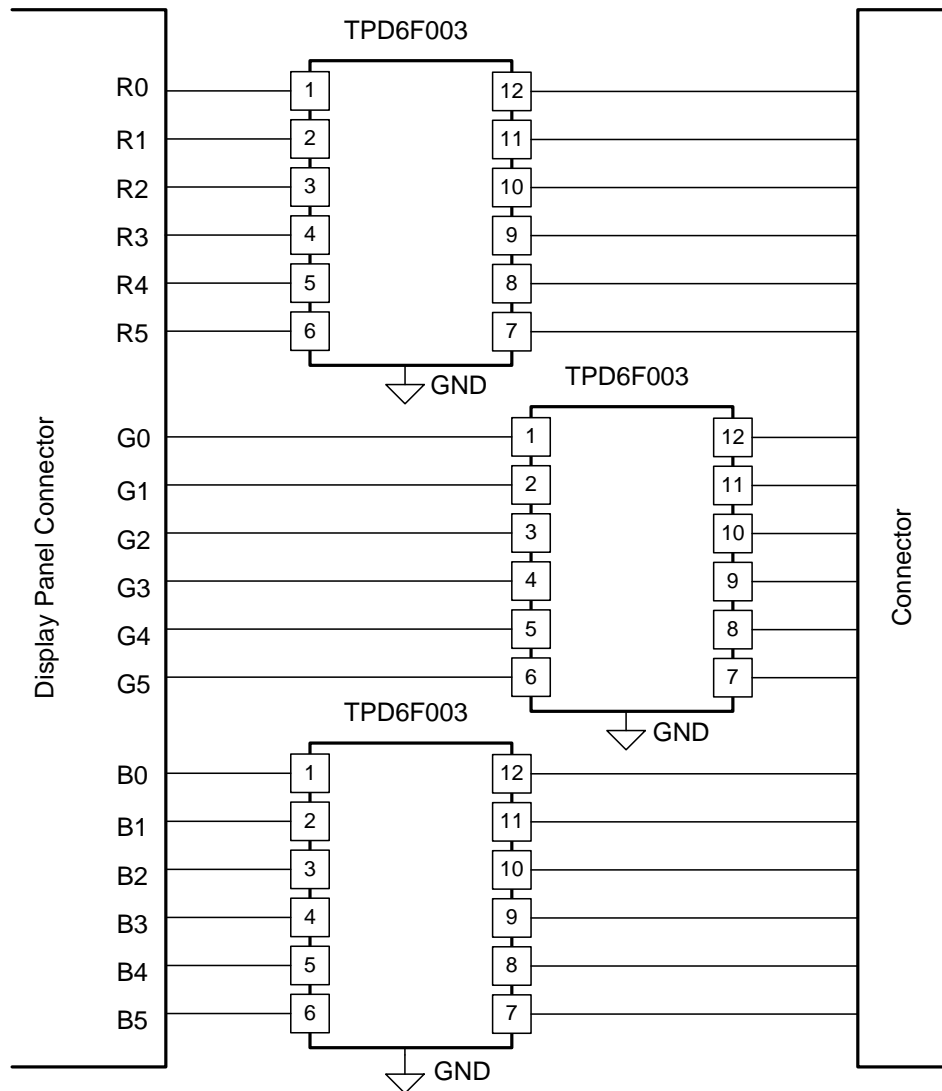 TPD6F003
R0 1 12
R1 2 11
R2 3 10
R3 4 9
R4 5 8
R5 6 7
GND
TPD6F003
G0 1 12
G1 2 11
G2 3 10
G3 4 9
G4 5 8
G5 6 7
GND
TPD6F003
B0 1 12
B1 2 11
B2 3 10
B3 4 9
B4 5 8
B5 6 7
GND
Display Panel Connector
Connector